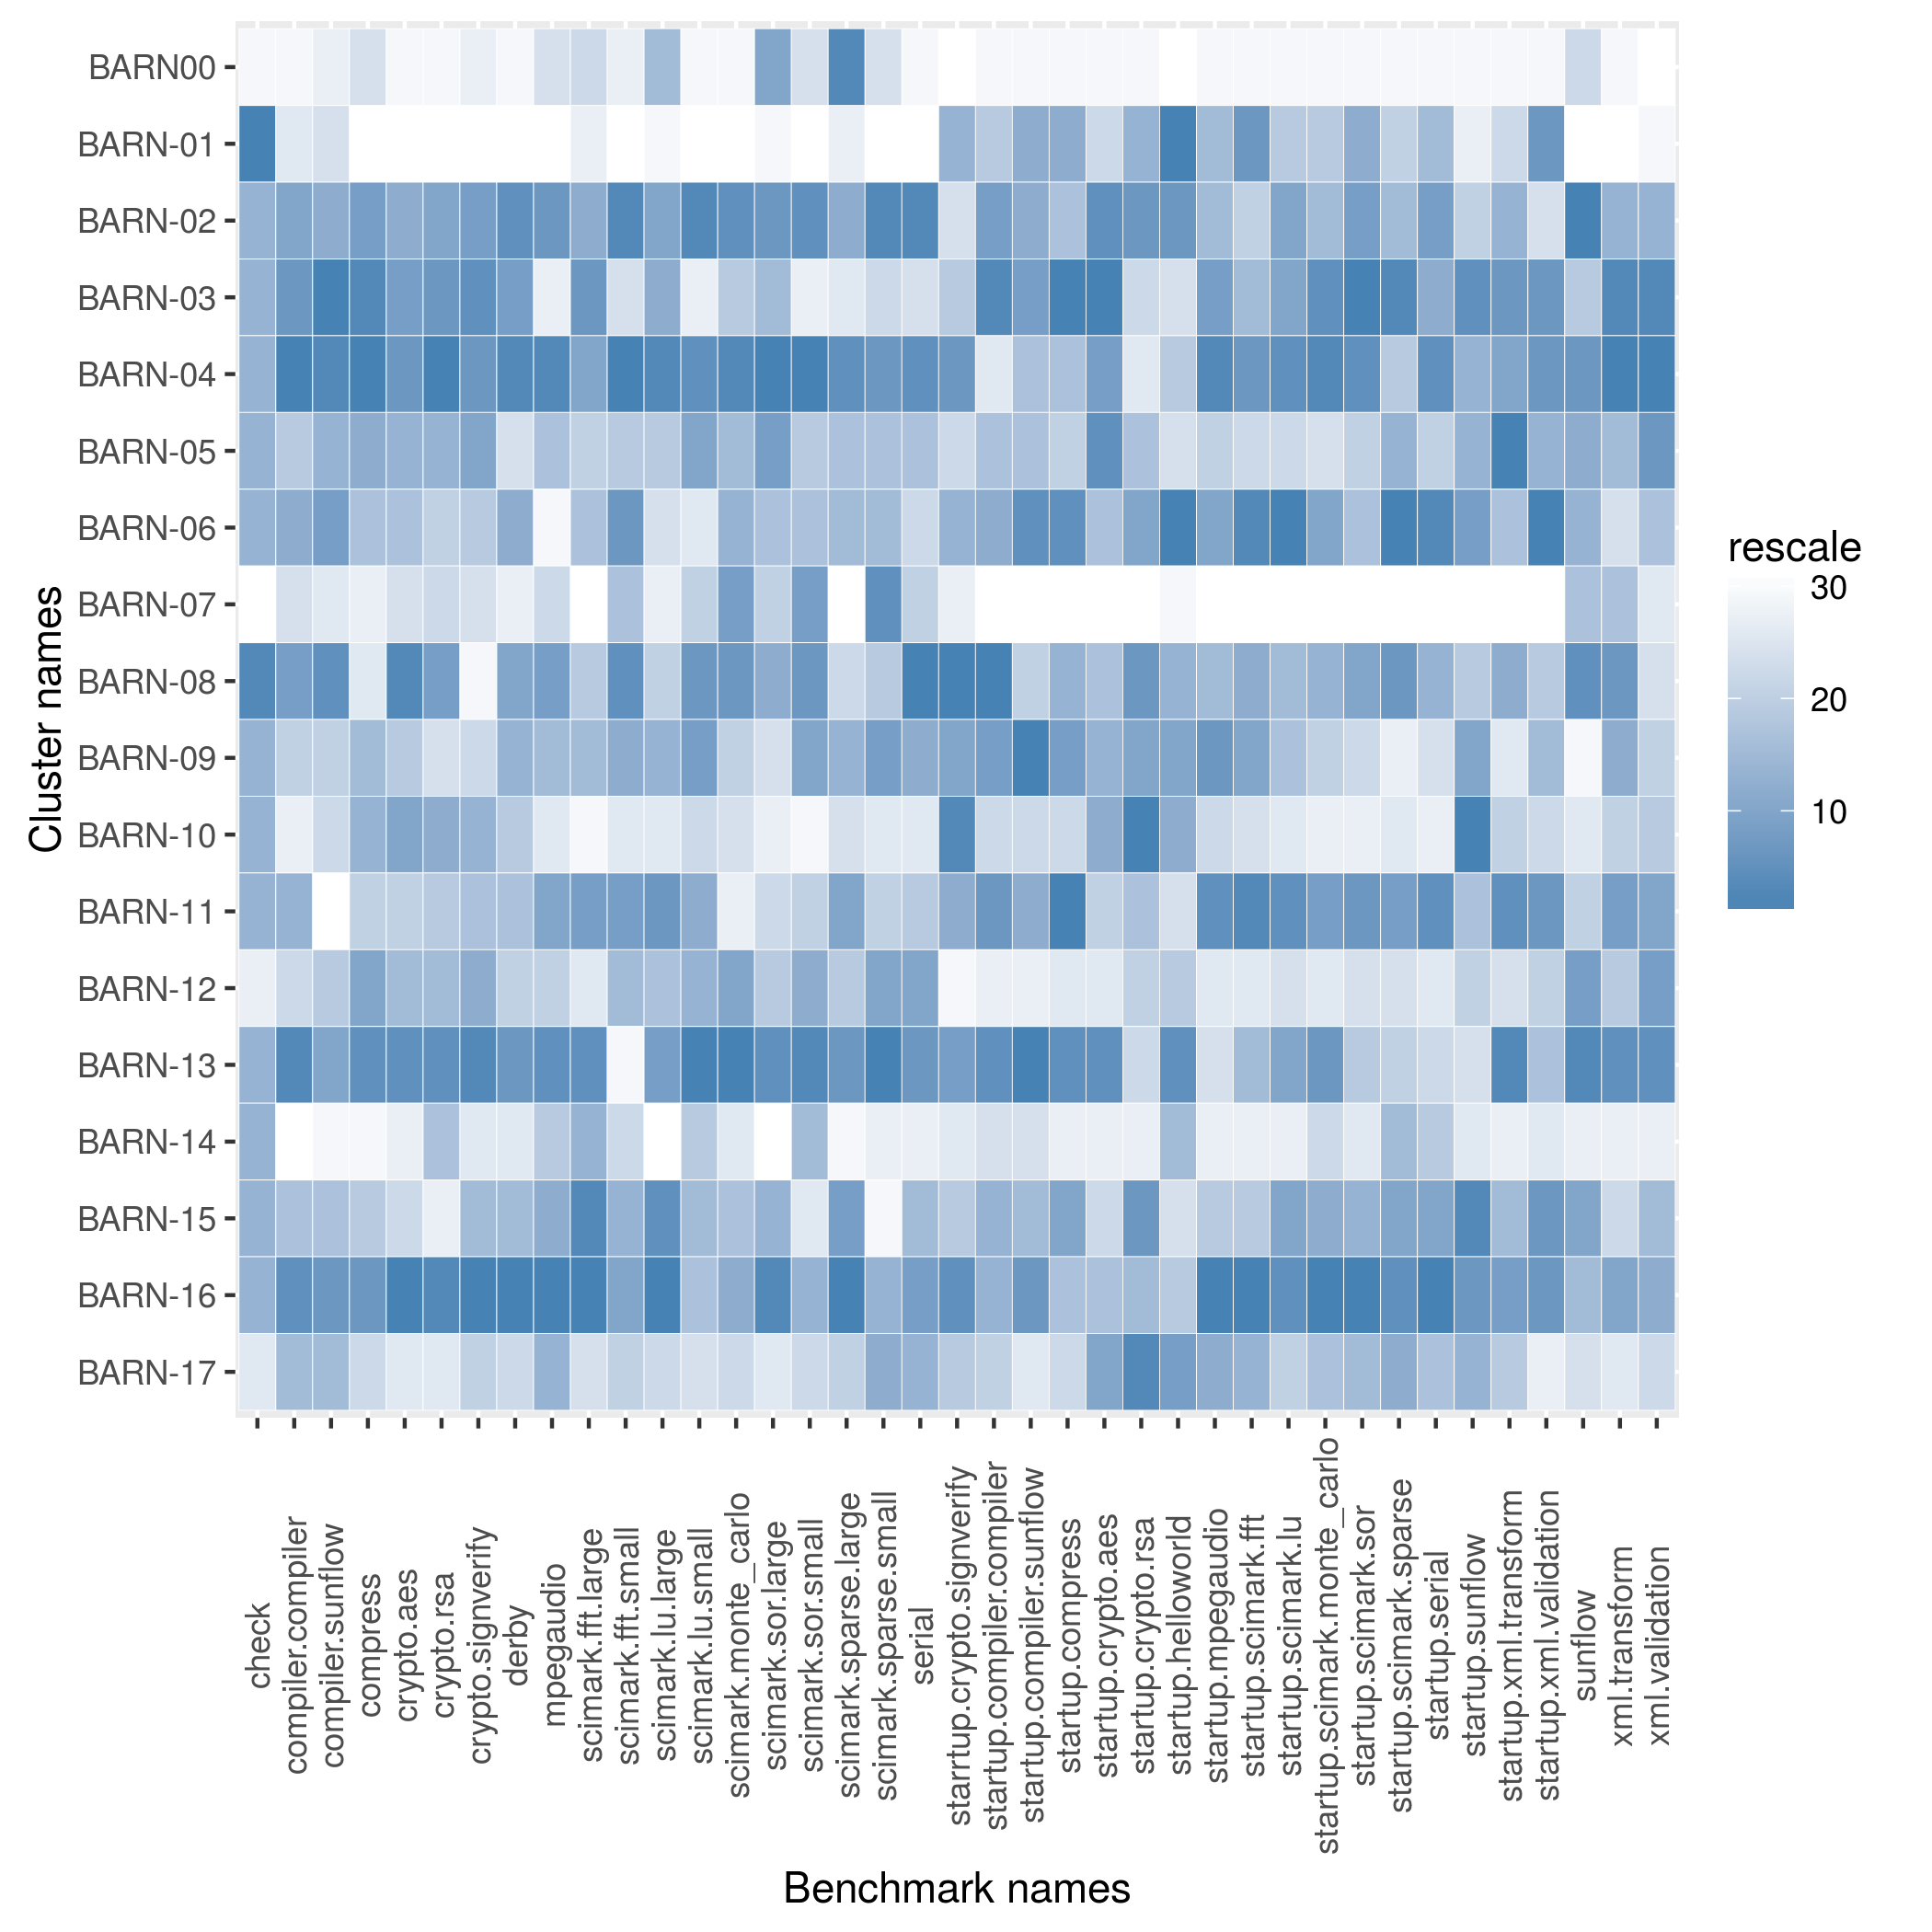 BARN00
BARN-01
BARN-02
BARN-03
BARN-04
BARN-05
BARN-06
BARN-07
BARN-08
BARN-09
BARN-10
BARN-11
BARN-12
BARN-13
BARN-14
BARN-15
BARN-16
BARN-17
Cluster names
check
compiler.compiler
compiler.sunflow
compress
crypto.aes
crypto.rsa
crypto.signverify
derby
mpegaudio
scimark.fft.large
scimark.fft.small
scimark.lu.large
scimark.lu.small
scimark.monte_carlo
scimark.sor.large
scimark.sor.small
scimark.sparse.large
scimark.sparse.small
serial
starrtup.crypto.signverify
startup.compiler.compiler
startup.compiler.sunflow
startup.compress
startup.crypto.aes
startup.crypto.rsa
startup.helloworld
startup.mpegaudio
startup.scimark.fft
startup.scimark.lu
startup.scimark.monte_carlo
startup.scimark.sor
startup.scimark.sparse
startup.serial
startup.sunflow
startup.xml.transform
startup.xml.validation
sunflow
xml.transform
xml.validation
Benchmark names
rescale
30
20
10